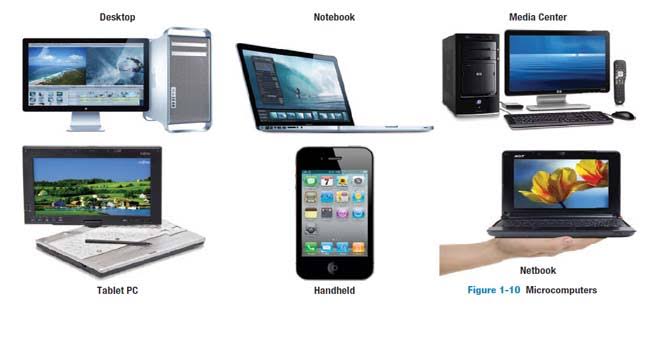 Desktop
Notebook
Media Center
Tablet PC
Handheld
Netbook
Figure 1-10 Microcomputers